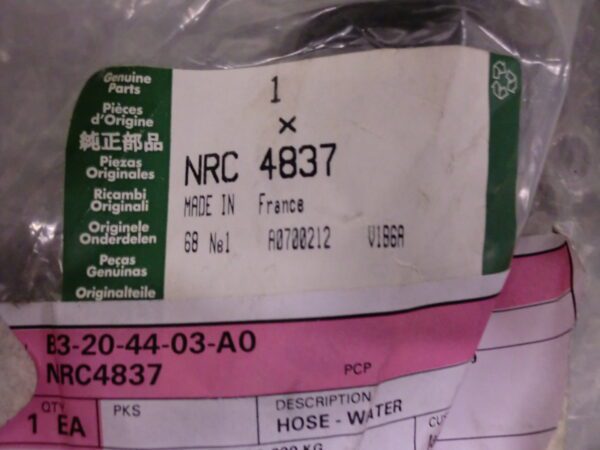 Genuine
Parts
Pièces
d'Origine
純正部品
Piezas
Originales
Ricambi
Originali
Originele
Onderdelen
Peças
Genuinas
Originalteile
1
×
NRC 4837
MADE IN France
68 №1 A0700212 V186A
B3-20-44-03-A0
NRC4837
PCP
QTY
1 EA
PKS
DESCRIPTION
HOSE - WATER
KG